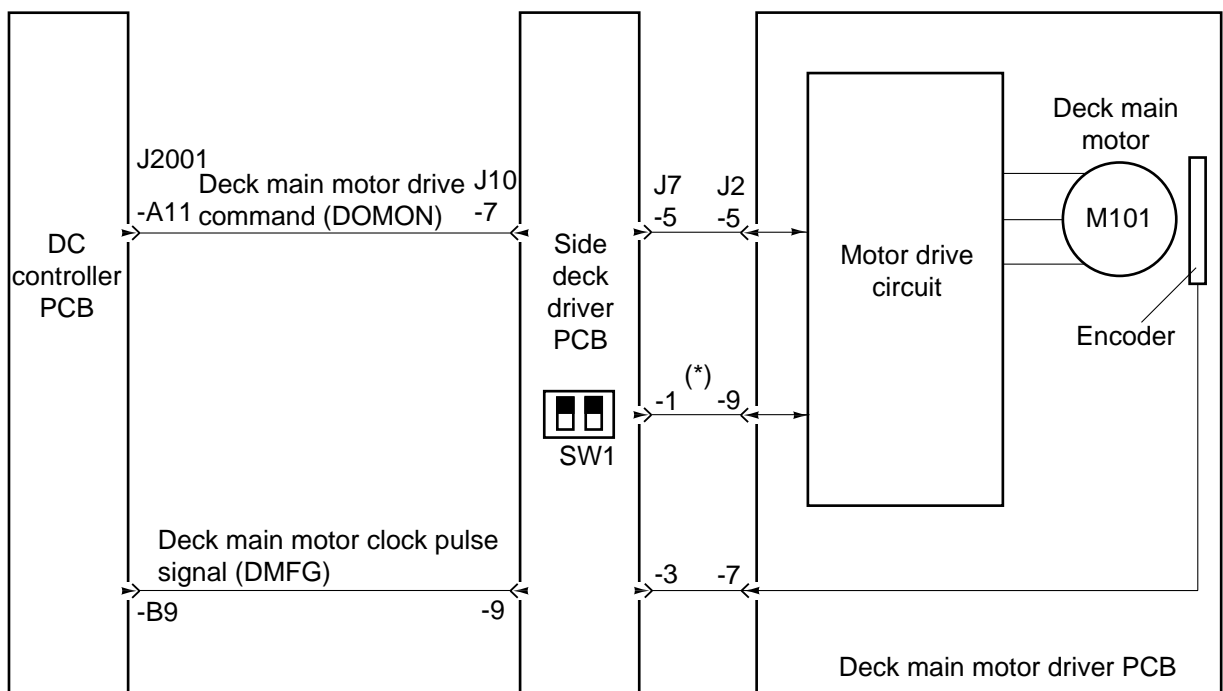 J2001
Deck main motor drive
command (DOMON)
J10
-A11
-7
DC
controller
PCB
Side
deck
driver
PCB
SW1
J7
J2
-5
-5
(*)
-1
-9
Motor drive
circuit
Deck main
motor
M101
Encoder
Deck main motor clock pulse
signal (DMFG)
-B9
-9
-3
-7
Deck main motor driver PCB